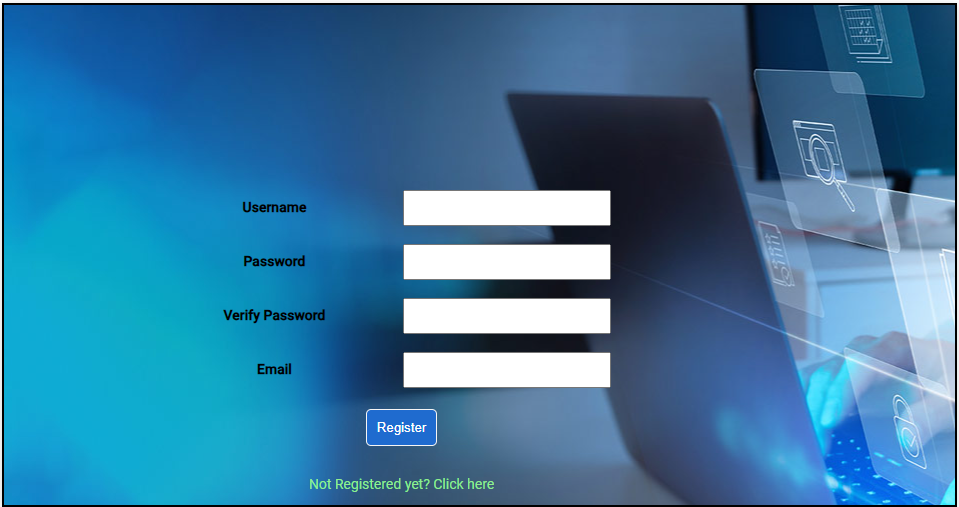 Username
Password
Verify Password
Email
Register
Not Registered yet? Click here